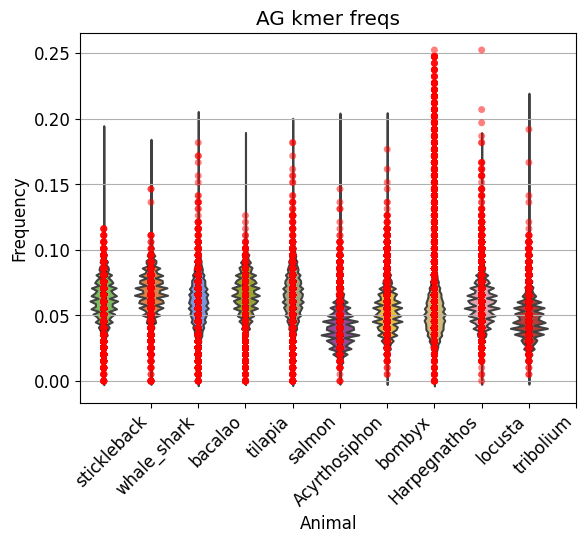 AG kmer freqs
Frequency
0.25
0.20
0.15
0.10
0.05
0.00
stickleback
whale_shark
bacalao
tilapia
salmon
Acyrthosiphon
bombyx
Harpegnathos
locusta
tribolium
Animal